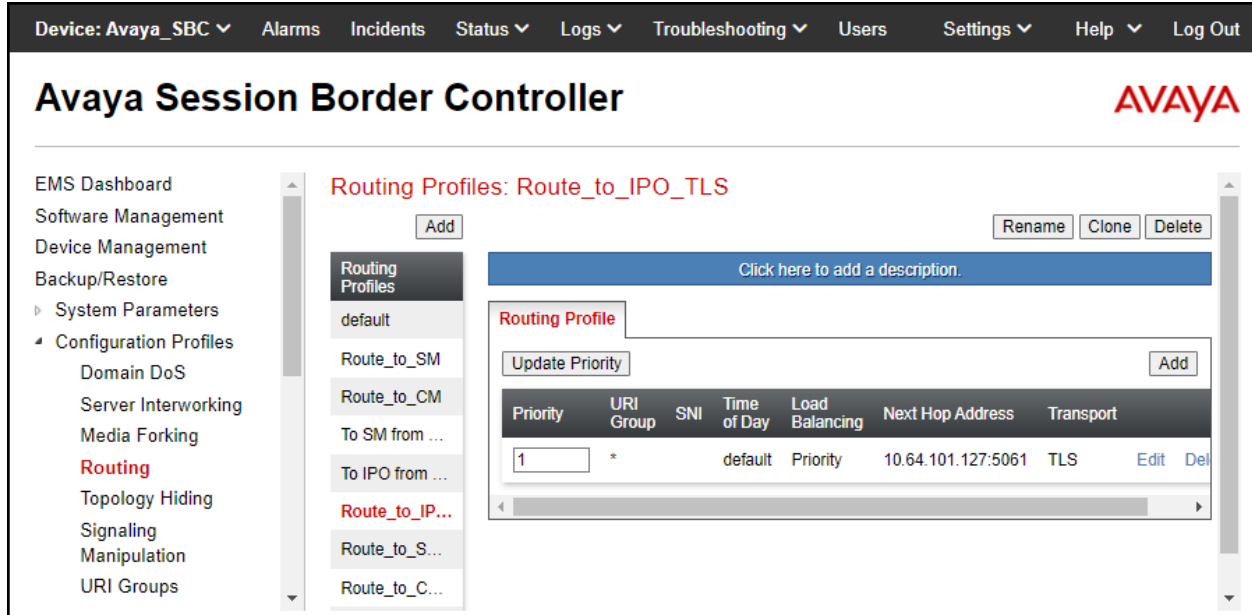 Device: Avaya_SBC Alarms Incidents Status Logs Troubleshooting Users Settings Help Log Out
Avaya Session Border Controller
AVAYA
EMS Dashboard
Software Management
Device Management
Backup/Restore
System Parameters
Configuration Profiles
Domain DoS
Server Interworking
Media Forking
Routing
Topology Hiding
Signaling
Manipulation
URI Groups
Routing Profiles: Route_to_IPO_TLS
Add
Rename Clone Delete
Routing
Profiles
default
Route_to_SM
Route_to_CM
To SM from ...
To IPO from ...
Route_to_IP...
Route_to_S...
Route_to_C...
Click here to add a description.
Routing Profile
Update Priority Add
Priority URI Group SNI Time of Day Load Balancing Next Hop Address Transport
1 * default Priority 10.64.101.127:5061 TLS Edit Del